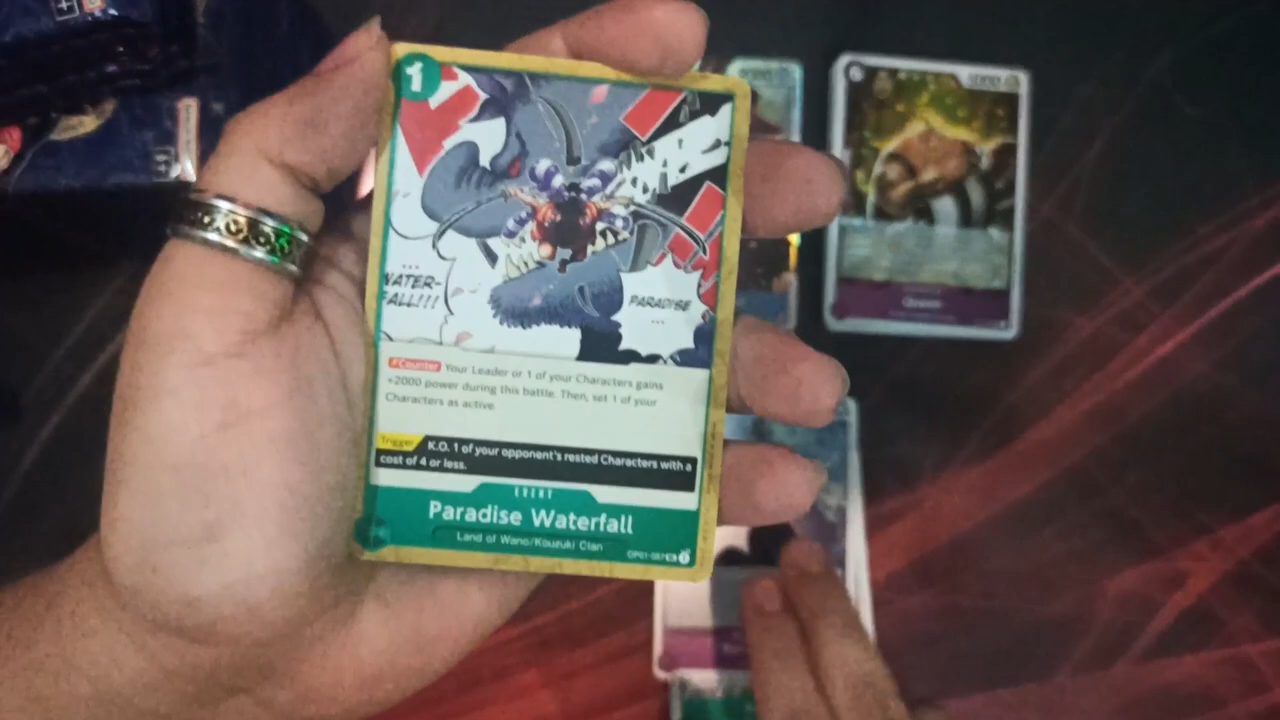 1
...
WATER-
FALL!!!
PARADISE
...
Counter Your Leader or 1 of your Characters gains
+2000 power during this battle. Then, set 1 of your
Characters as active.
Trigger K.O. 1 of your opponent's rested Characters with a
cost of 4 or less.
EVENT
Paradise Waterfall
Land of Wano/Kouzuki Clan
Queen